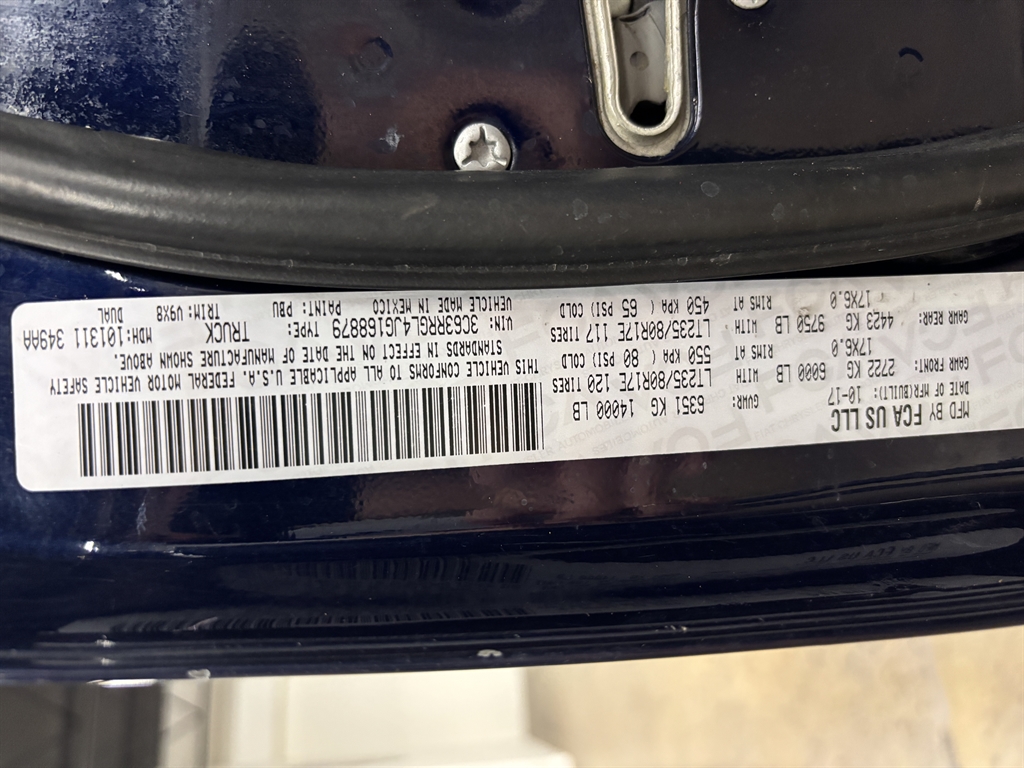 MFD BY FCA US LLC
DATE OF MFR(BUILT): 10-17
GVWR:
6351 KG 14000 LB
GAWR FRONT:
2722 KG 6000 LB WITH LT235/80R17E 120 TIRES
17X6.0 RIMS AT 550 KPA ( 80 PSI COLD
GAWR REAR:
4423 KG 9750 LB WITH LT235/80R17E 117 TIRES
17X6.0 RIMS AT 450 KPA ( 65 PSI COLD
THIS VEHICLE CONFORMS TO ALL APPLICABLE U.S.A. FEDERAL MOTOR VEHICLE SAFETY
STANDARDS IN EFFECT ON THE DATE OF MANUFACTURE SHOWN ABOVE.
VIN: 3C63RRGL4JG168879 TYPE: TRUCK MDH: 101311 349AA
VEHICLE MADE IN MEXICO PAINT: PBU TRIM: V9X8 DUAL